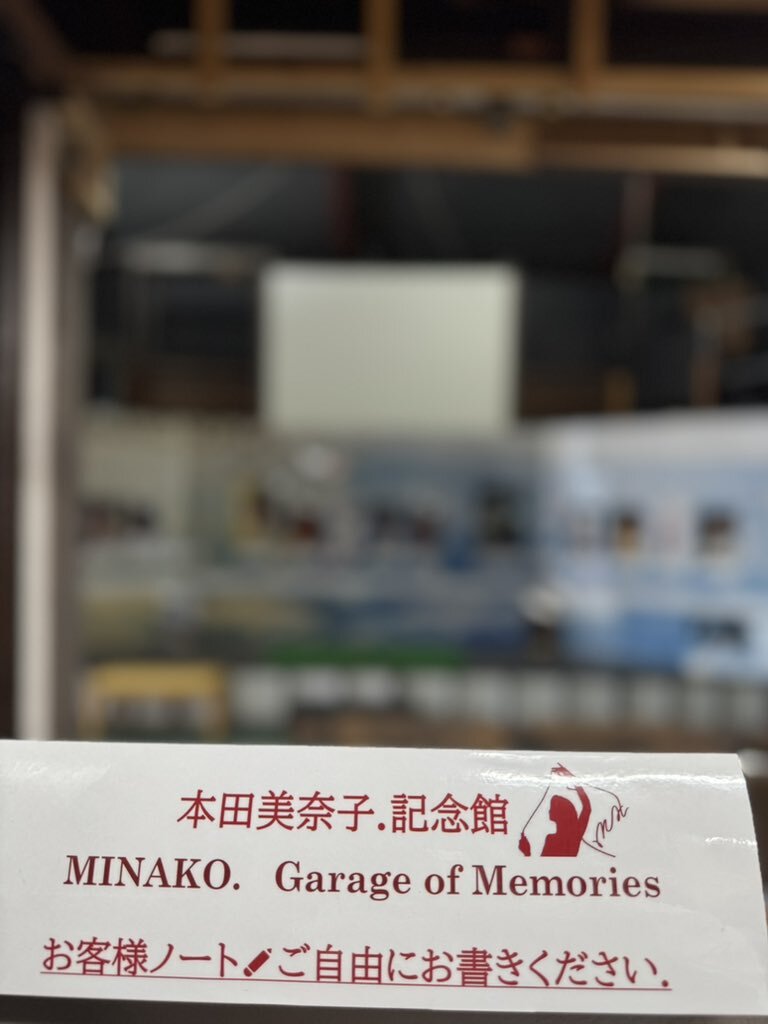 本田美奈子.記念館
MINAKO. Garage of Memories
お客様ノートご自由にお書きください.